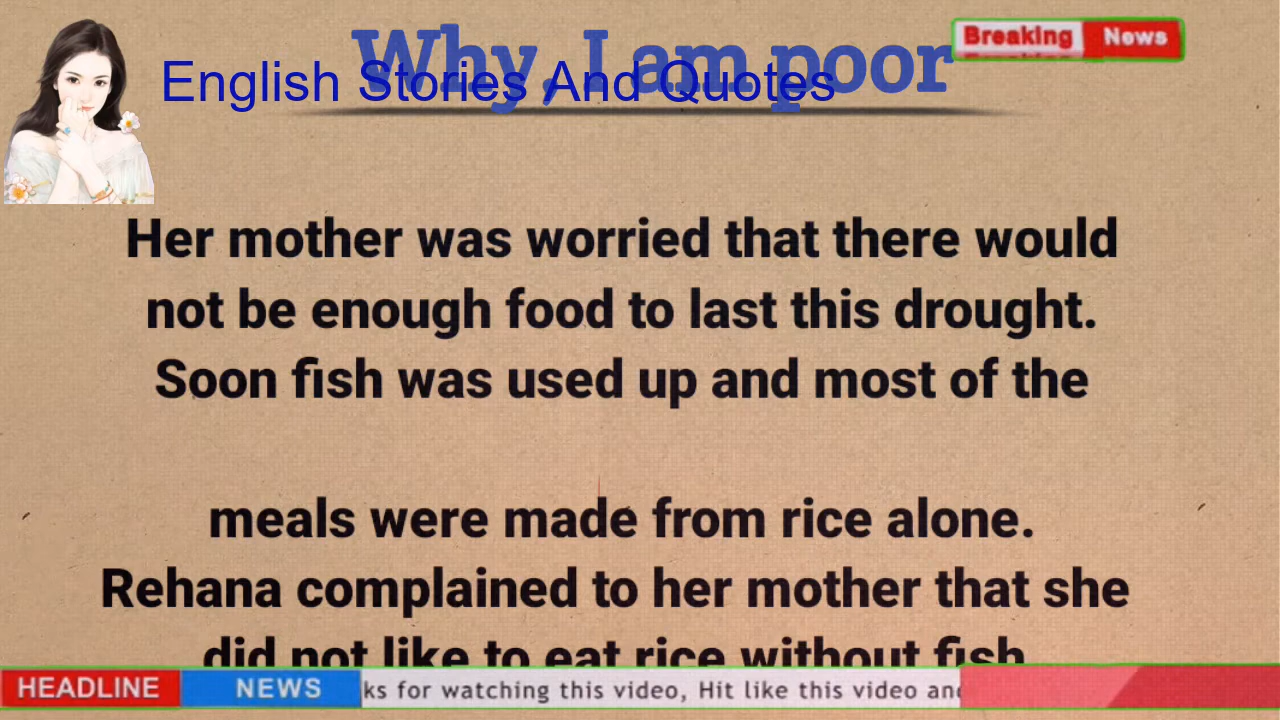 Why, I am poor
English Stories And Quotes
Breaking News
Her mother was worried that there would
not be enough food to last this drought.
Soon fish was used up and most of the
meals were made from rice alone.
Rehana complained to her mother that she
did not like to eat rice without fish
HEADLINE NEWS
ks for watching this video, Hit like this video and